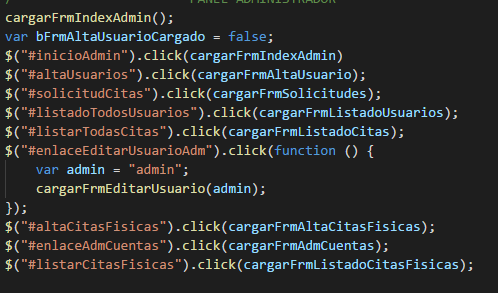 / PANEL ADMINISTRADOR
cargarFrmIndexAdmin();
var bFrmAltaUsuarioCargado = false;
$("#inicioAdmin").click(cargarFrmIndexAdmin)
$("#altaUsuarios").click(cargarFrmAltaUsuario);
$("#solicitudCitas").click(cargarFrmSolicitudes);
$("#listadoTodosUsuarios").click(cargarFrmListadoUsuarios);
$("#listarTodasCitas").click(cargarFrmListadoCitas);
$("#enlaceEditarUsuarioAdm").click(function () {
    var admin = "admin";
    cargarFrmEditarUsuario(admin);
});
$("#altaCitasFisicas").click(cargarFrmAltaCitasFisicas);
$("#enlaceAdmCuentas").click(cargarFrmAdmCuentas);
$("#listarCitasFisicas").click(cargarFrmListadoCitasFisicas);